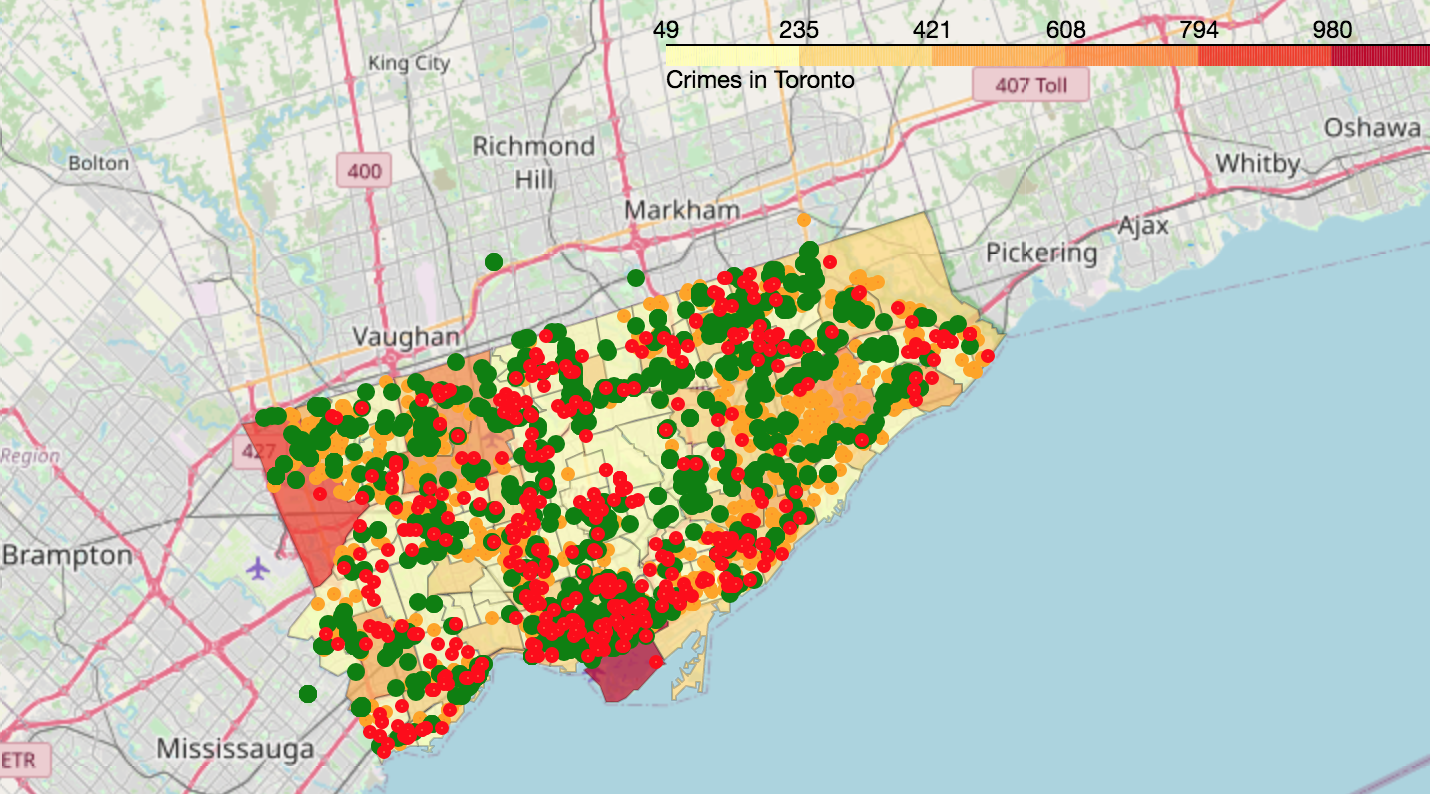 49 235 421 608 794 980
Crimes in Toronto
King City
407 Toll
Oshawa
Richmond
Hill
Bolton
Whitby
400
Markham
Ajax
Pickering
Vaughan
427
Region
Brampton
Mississauga
ETR